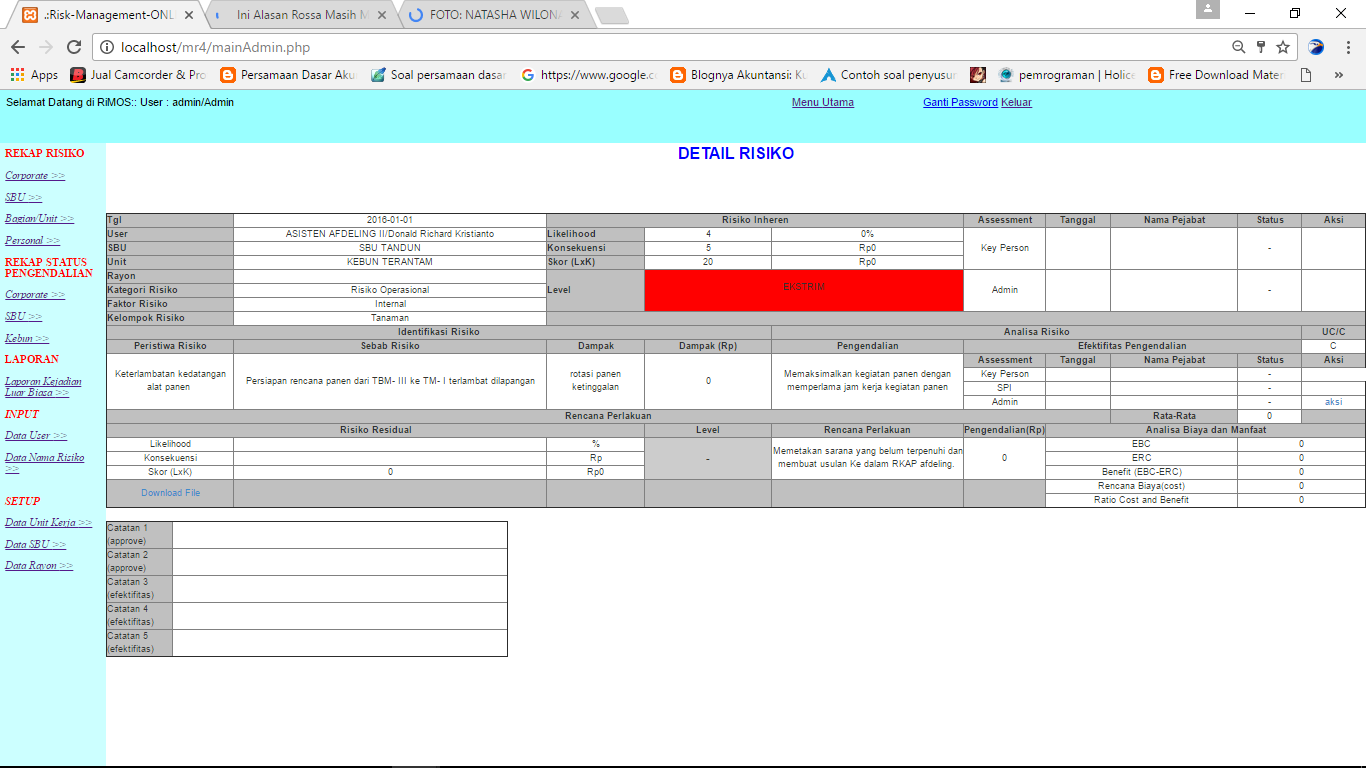 .:Risk-Management-ONL
Ini Alasan Rossa Masih M
FOTO: NATASHA WILONA
localhost/mr4/mainAdmin.php
Apps Jual Camcorder & Pro Persamaan Dasar Aku Soal persamaan dasar https://www.google.c Blognya Akuntansi: Ku Contoh soal penyusun pemrograman | Holic Free Download Mater »
Selamat Datang di RiMOS:: User : admin/Admin Menu Utama Ganti Password Keluar
DETAIL RISIKO
REKAP RISIKO
Corporate >>
SBU >>
Bagian/Unit >>
Personal >>
REKAP STATUS
PENGENDALIAN
Corporate >>
SBU >>
Kebun >>
LAPORAN
Laporan Kejadian
Luar Biasa >>
INPUT
Data User >>
Data Nama Risiko
>>
SETUP
Data Unit Kerja >>
Data SBU >>
Data Rayon >>
Tgl 2016-01-01 Risiko Inheren Assessment Tanggal Nama Pejabat Status Aksi
User ASISTEN AFDELING II/Donald Richard Kristianto Likelihood 4 0%
SBU SBU TANDUN Konsekuensi 5 Rp0 Key Person -
Unit KEBUN TERANTAM Skor (LxK) 20 Rp0
Rayon
Kategori Risiko Risiko Operasional Level EKSTRIM Admin -
Faktor Risiko Internal
Kelompok Risiko Tanaman
Identifikasi Risiko Analisa Risiko UC/C
Peristiwa Risiko Sebab Risiko Dampak Dampak (Rp) Pengendalian Efektifitas Pengendalian C
Assessment Tanggal Nama Pejabat Status Aksi
Keterlambatan kedatangan
alat panen
Persiapan rencana panen dari TBM- III ke TM- I terlambat dilapangan
rotasi panen
ketinggalan
0
Memaksimalkan kegiatan panen dengan
memperlama jam kerja kegiatan panen
Key Person -
SPI -
Admin - aksi
Rencana Perlakuan Rata-Rata 0
Risiko Residual Level Rencana Perlakuan Pengendalian(Rp) Analisa Biaya dan Manfaat
Likelihood %
Konsekuensi Rp
Skor (LxK) 0 Rp0
-
Memetakan sarana yang belum terpenuhi dan
membuat usulan Ke dalam RKAP afdeling.
0
EBC 0
ERC 0
Benefit (EBC-ERC) 0
Download File
Rencana Biaya(cost) 0
Ratio Cost and Benefit 0
Catatan 1
(approve)
Catatan 2
(approve)
Catatan 3
(efektifitas)
Catatan 4
(efektifitas)
Catatan 5
(efektifitas)